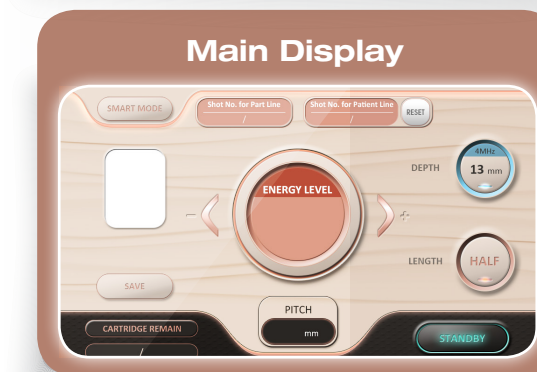 Main Display
SMART MODE
Shot No. for Part Line
/
Shot No. for Patient Line
/
RESET
DEPTH
4MHz
13 mm
− ENERGY LEVEL +
LENGTH
HALF
SAVE
PITCH
mm
CARTRIDGE REMAIN
/
STANDBY